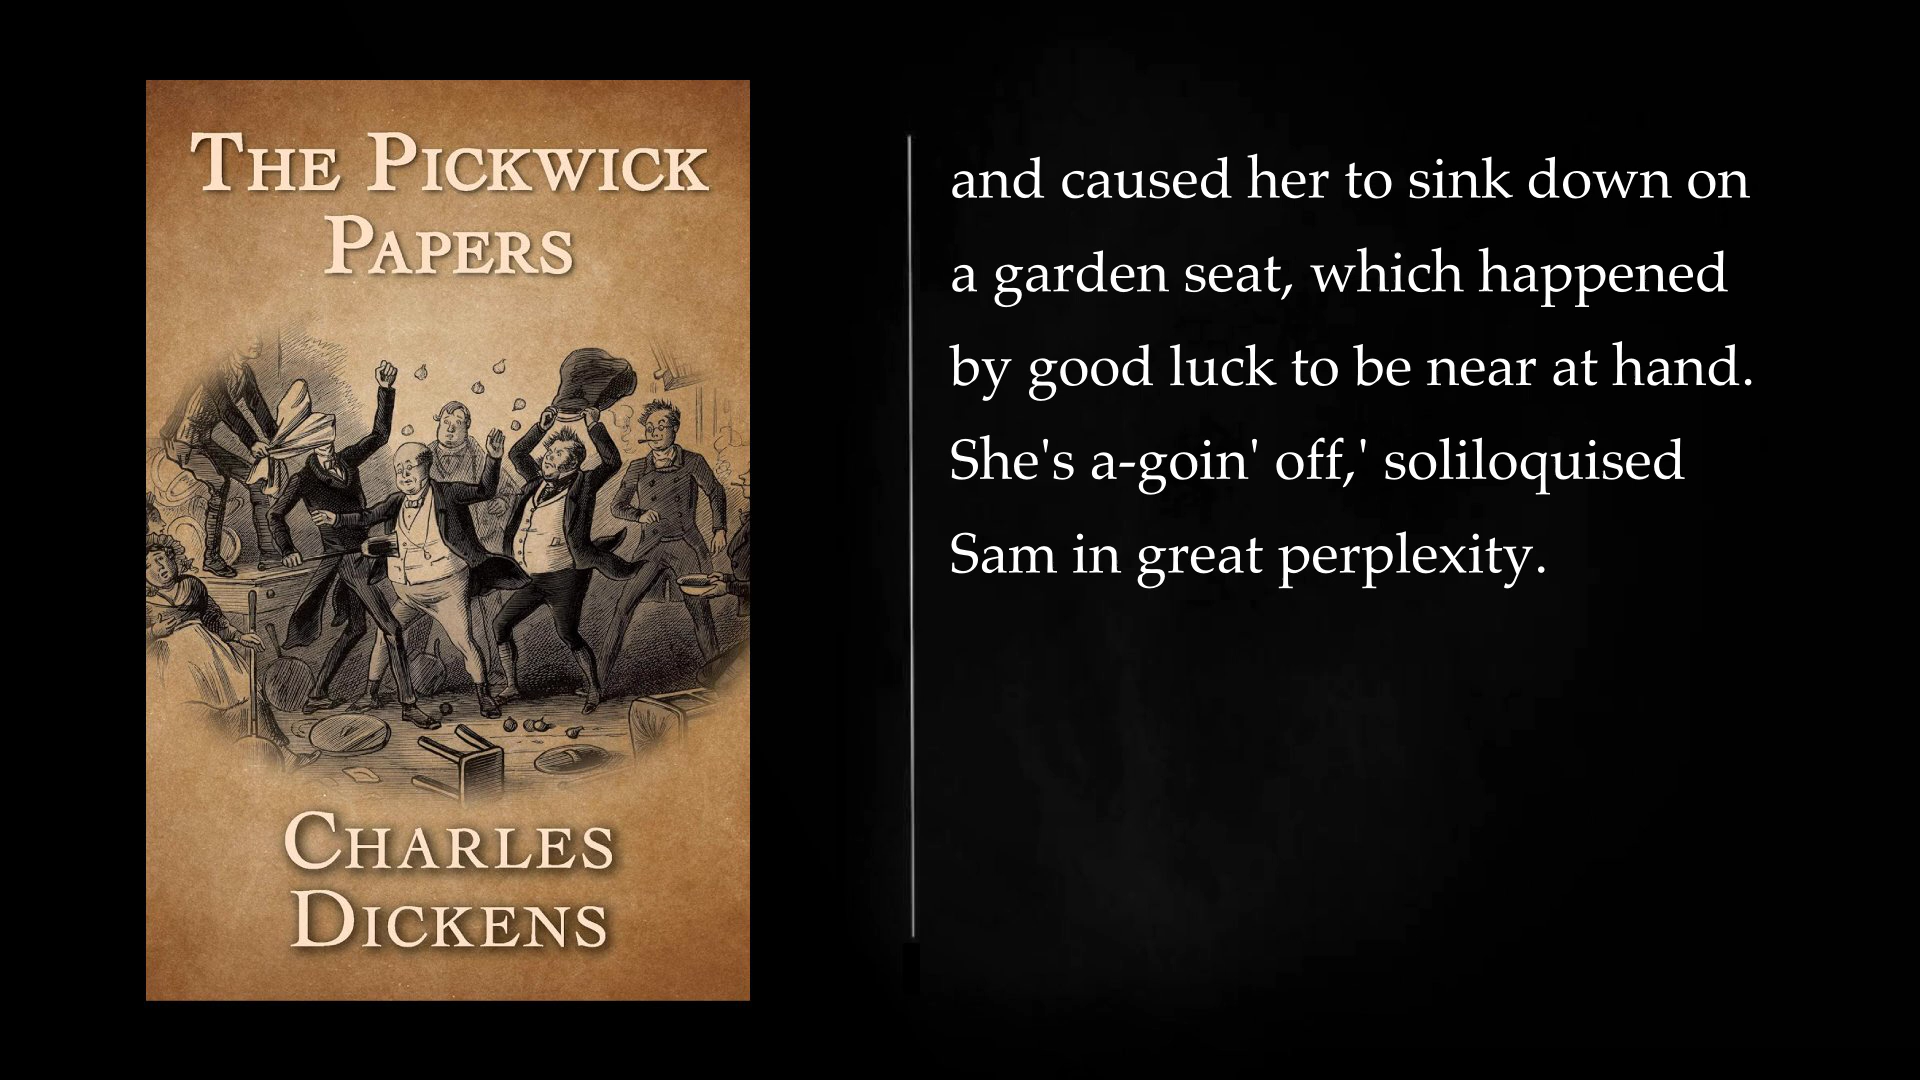 THE PICKWICK
PAPERS
CHARLES
DICKENS
and caused her to sink down on
a garden seat, which happened
by good luck to be near at hand.
She's a-goin' off,' soliloquised
Sam in great perplexity.